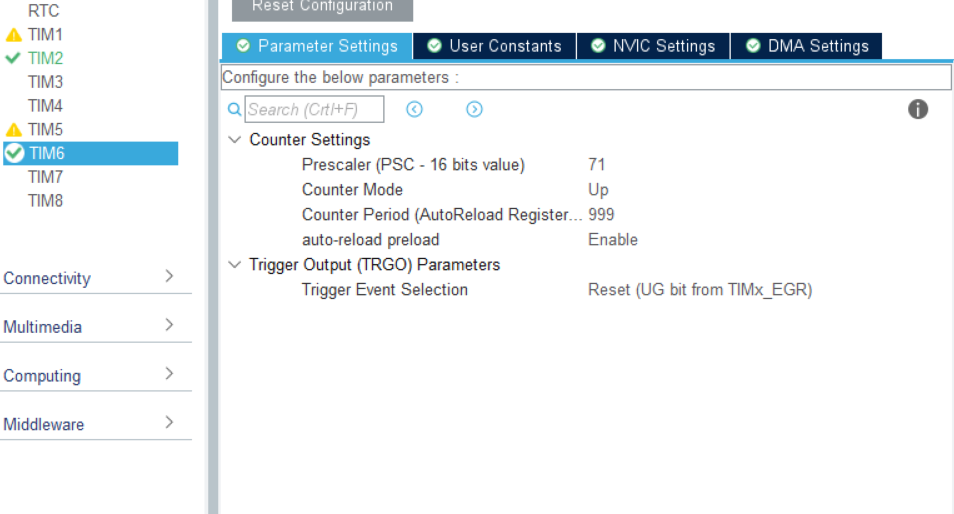 RTC
TIM1
TIM2
TIM3
TIM4
TIM5
TIM6
TIM7
TIM8
Connectivity
Multimedia
Computing
Middleware
Reset Configuration
Parameter Settings
User Constants
NVIC Settings
DMA Settings
Configure the below parameters :
Search (Crtl+F)
Counter Settings
Prescaler (PSC - 16 bits value) 71
Counter Mode Up
Counter Period (AutoReload Register... 999
auto-reload preload Enable
Trigger Output (TRGO) Parameters
Trigger Event Selection Reset (UG bit from TIMx_EGR)